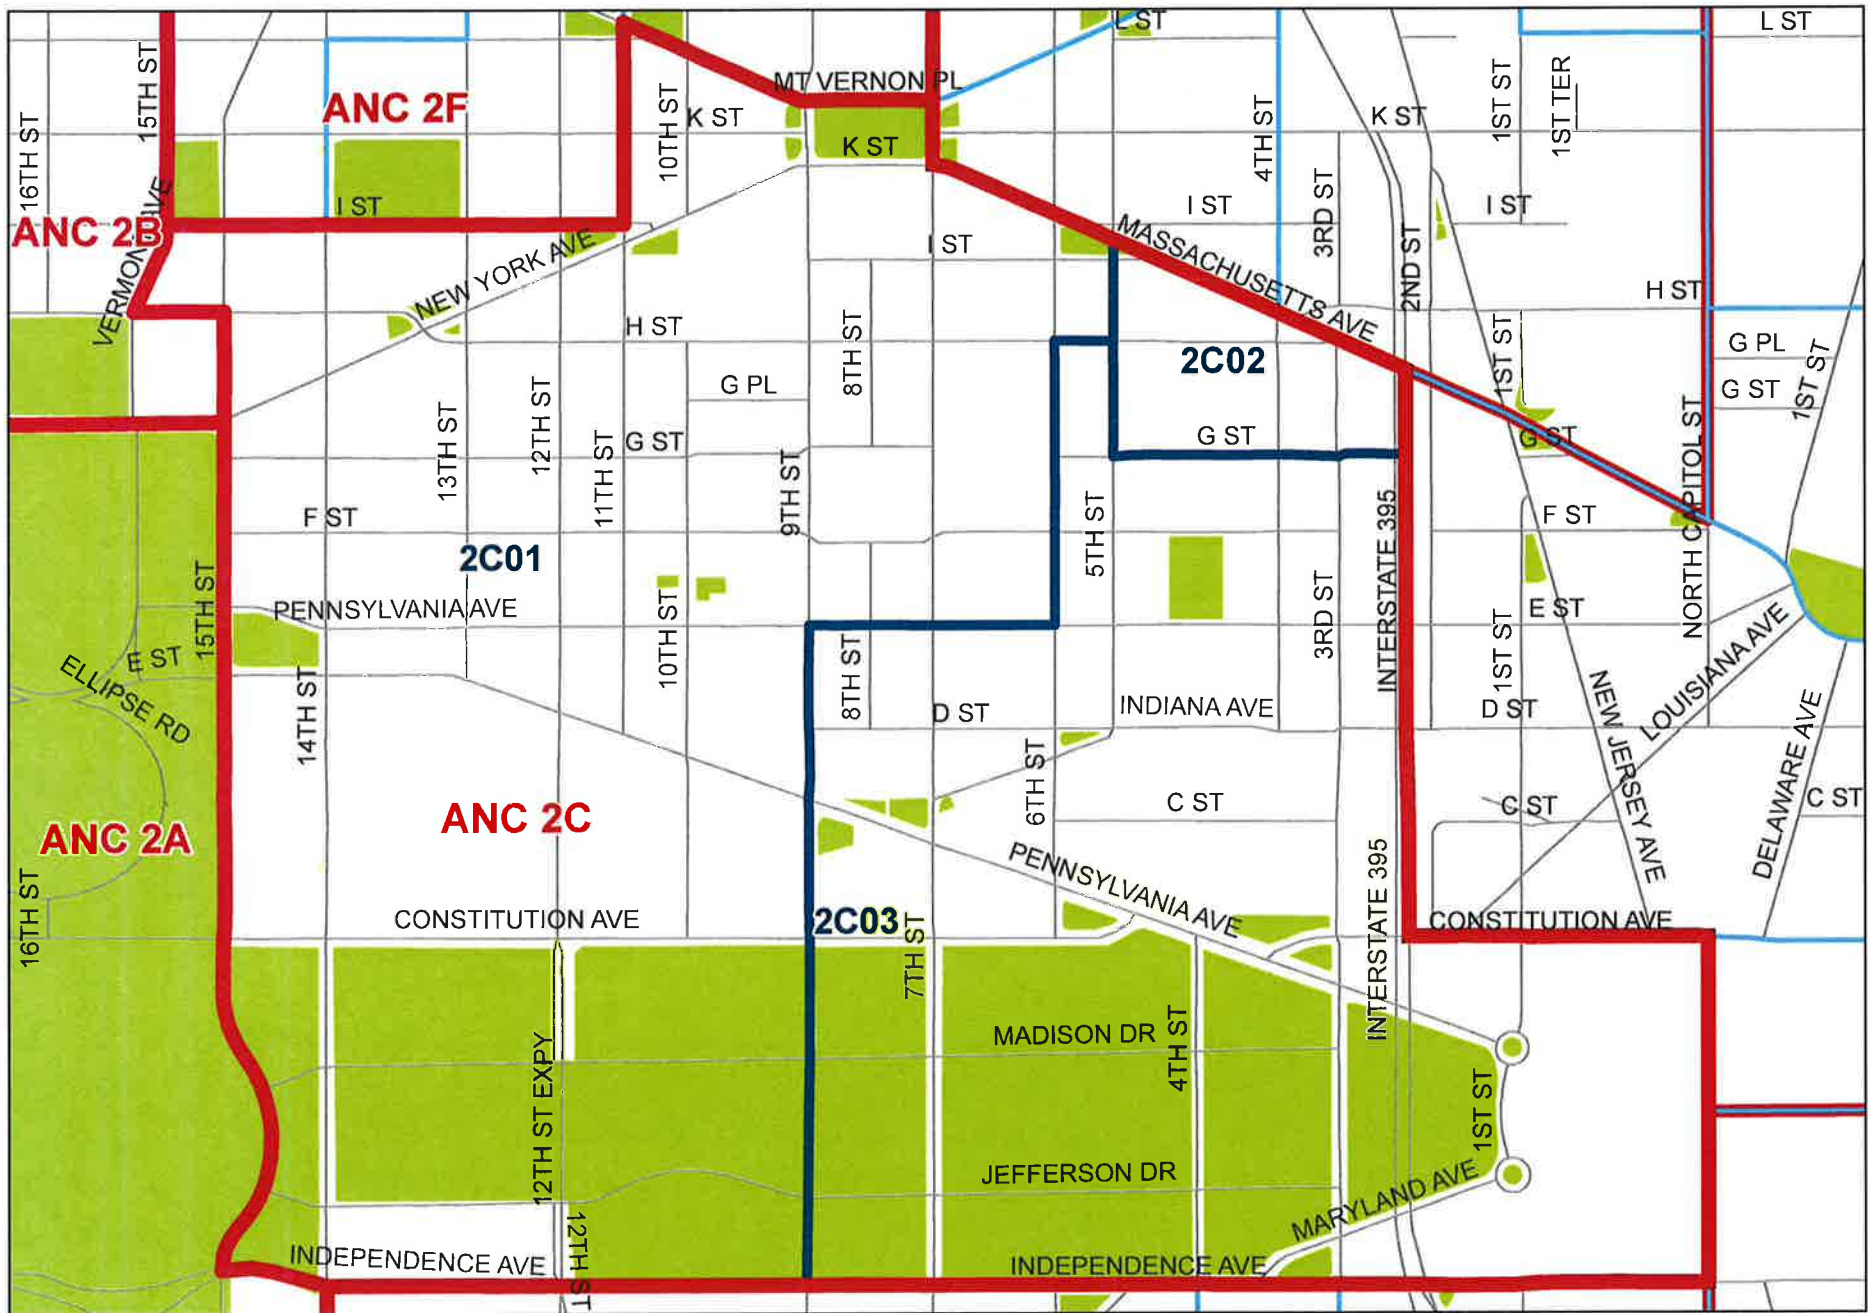 L ST
L ST
15TH ST
MT VERNON PL
ANC 2F
10TH ST
K ST
K ST
K ST
4TH ST
1ST ST
1ST TER
16TH ST
I ST
I ST
I ST
I ST
3RD ST
ANC 2B
VERMONT AVE
NEW YORK AVE
MASSACHUSETTS AVE
2ND ST
H ST
H ST
8TH ST
2C02
1ST ST
G PL
G PL
G ST
1ST ST
13TH ST
12TH ST
11TH ST
G ST
G ST
G ST
9TH ST
NORTH CAPITOL ST
F ST
F ST
5TH ST
INTERSTATE 395
2C01
15TH ST
PENNSYLVANIA AVE
10TH ST
3RD ST
E ST
1ST ST
E ST
ELLIPSE RD
14TH ST
8TH ST
D ST
INDIANA AVE
D ST
NEW JERSEY AVE
LOUISIANA AVE
DELAWARE AVE
6TH ST
C ST
C ST
C ST
ANC 2C
ANC 2A
16TH ST
PENNSYLVANIA AVE
INTERSTATE 395
CONSTITUTION AVE
2C03
7TH ST
CONSTITUTION AVE
MADISON DR
4TH ST
12TH ST EXPY
1ST ST
JEFFERSON DR
MARYLAND AVE
INDEPENDENCE AVE
12TH ST
INDEPENDENCE AVE